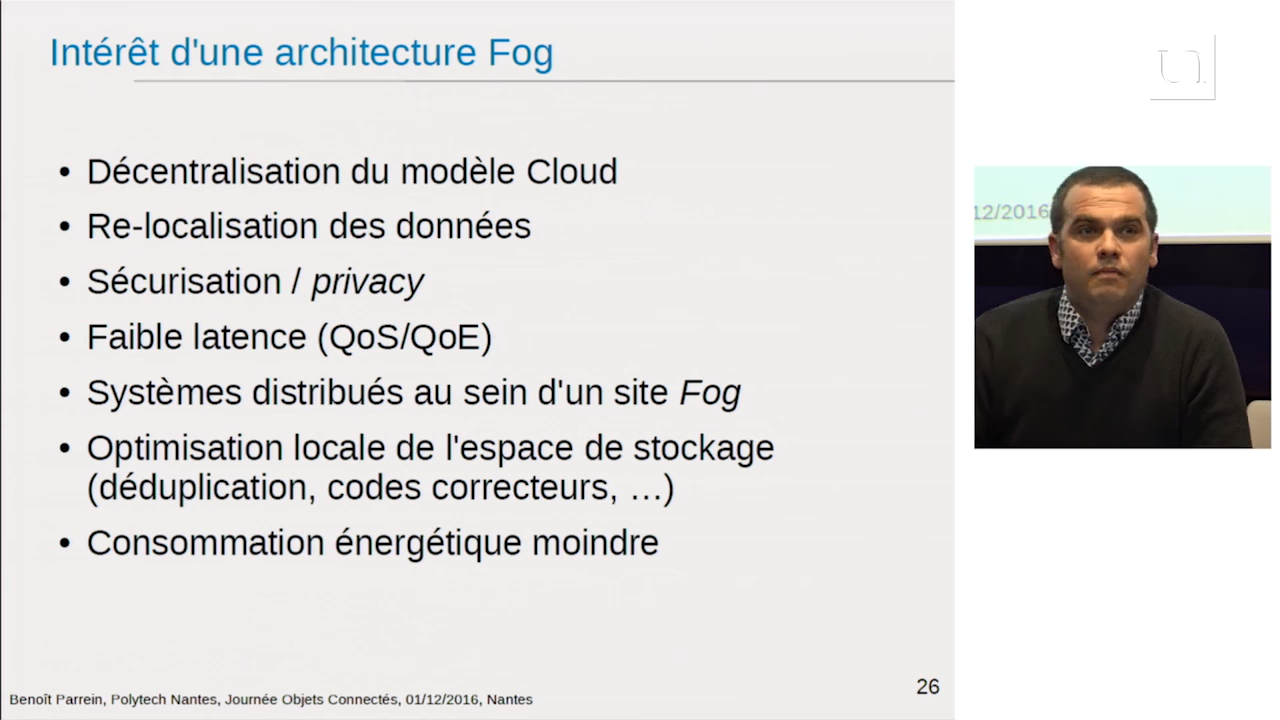 Intérêt d'une architecture Fog
• Décentralisation du modèle Cloud
• Re-localisation des données
• Sécurisation / privacy
• Faible latence (QoS/QoE)
• Systèmes distribués au sein d'un site Fog
• Optimisation locale de l'espace de stockage
(déduplication, codes correcteurs, …)
• Consommation énergétique moindre
Benoît Parrein, Polytech Nantes, Journée Objets Connectés, 01/12/2016, Nantes
26
12/2016